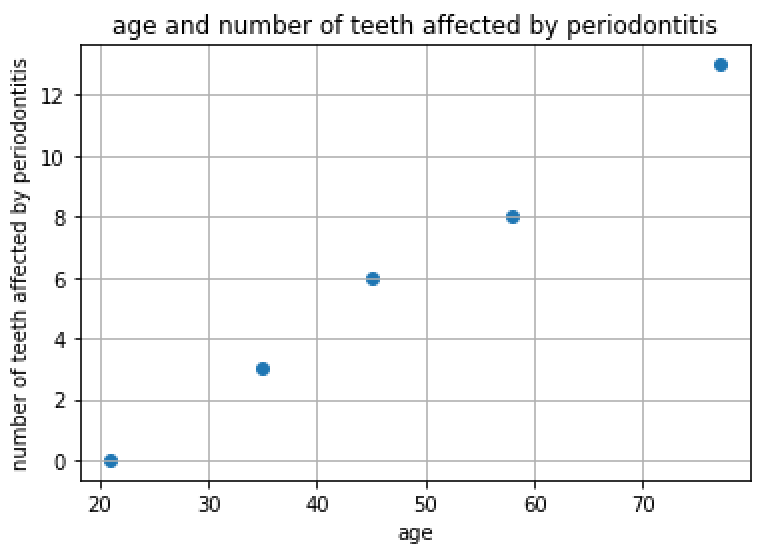 age and number of teeth affected by periodontitis
number of teeth affected by periodontitis
12
10
8
6
4
2
0
20 30 40 50 60 70
age